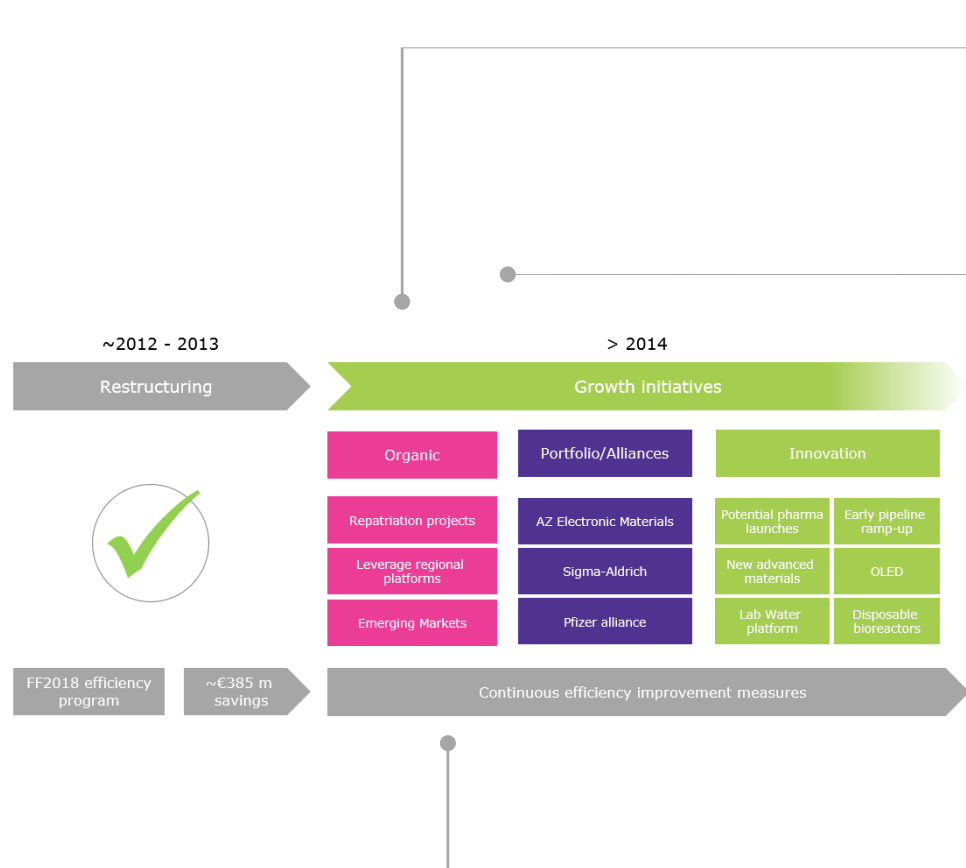 ~2012 - 2013
> 2014
Restructuring
Growth initiatives
Organic
Portfolio/Alliances
Innovation
Repatriation projects
AZ Electronic Materials
Potential pharma
launches
Early pipeline
ramp-up
Leverage regional
platforms
Sigma-Aldrich
New advanced
materials
OLED
Emerging Markets
Pfizer alliance
Lab Water
platform
Disposable
bioreactors
FF2018 efficiency
program
~€385 m
savings
Continuous efficiency improvement measures